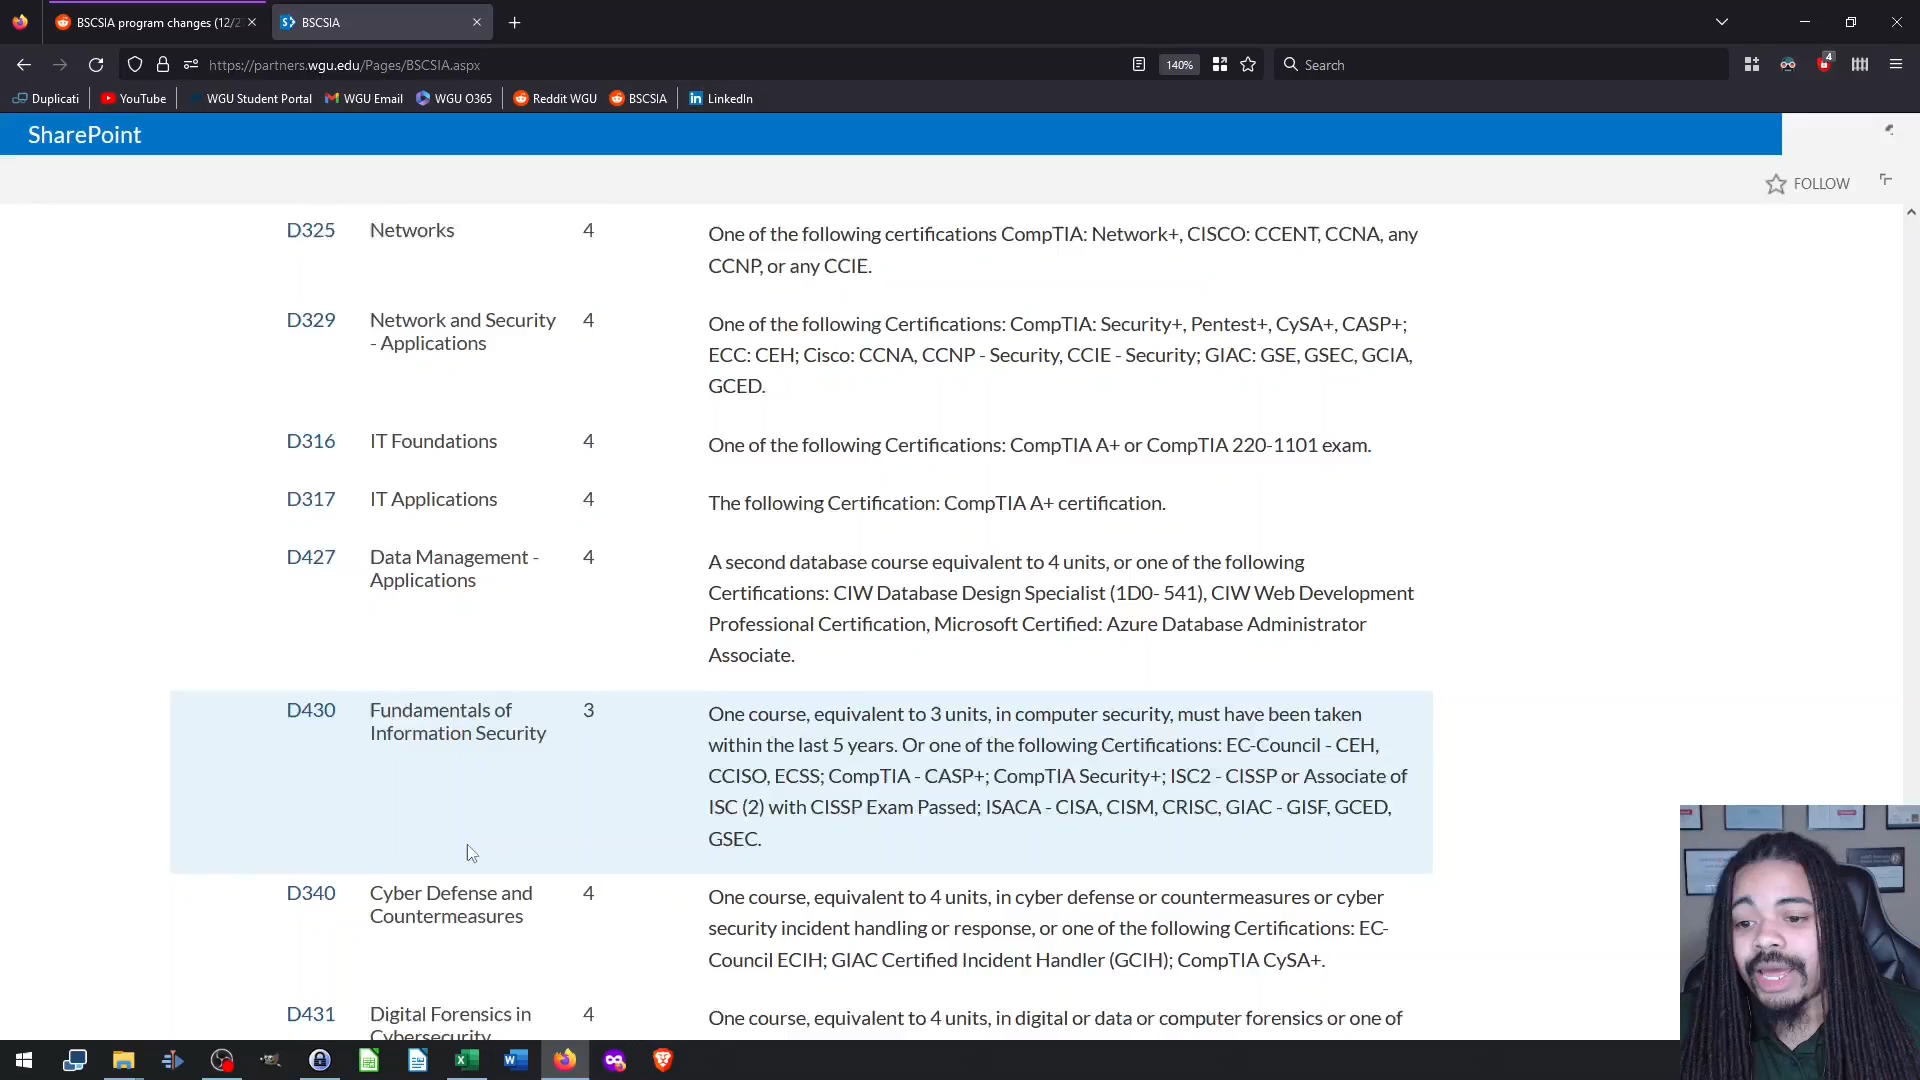 BSCSIA program changes (12/2
BSCSIA
https://partners.wgu.edu/Pages/BSCSIA.aspx
140%
Search
4
Duplicati
YouTube
WGU Student Portal
WGU Email
WGU O365
Reddit WGU
BSCSIA
LinkedIn
SharePoint
FOLLOW
D325 Networks 4 One of the following certifications CompTIA: Network+, CISCO: CCENT, CCNA, any
CCNP, or any CCIE.
D329 Network and Security 4 One of the following Certifications: CompTIA: Security+, Pentest+, CySA+, CASP+;
- Applications ECC: CEH; Cisco: CCNA, CCNP - Security, CCIE - Security; GIAC: GSE, GSEC, GCIA,
GCED.
D316 IT Foundations 4 One of the following Certifications: CompTIA A+ or CompTIA 220-1101 exam.
D317 IT Applications 4 The following Certification: CompTIA A+ certification.
D427 Data Management - 4 A second database course equivalent to 4 units, or one of the following
Applications Certifications: CIW Database Design Specialist (1D0- 541), CIW Web Development
Professional Certification, Microsoft Certified: Azure Database Administrator
Associate.
D430 Fundamentals of 3 One course, equivalent to 3 units, in computer security, must have been taken
Information Security within the last 5 years. Or one of the following Certifications: EC-Council - CEH,
CCISO, ECSS; CompTIA - CASP+; CompTIA Security+; ISC2 - CISSP or Associate of
ISC (2) with CISSP Exam Passed; ISACA - CISA, CISM, CRISC, GIAC - GISF, GCED,
GSEC.
D340 Cyber Defense and 4 One course, equivalent to 4 units, in cyber defense or countermeasures or cyber
Countermeasures security incident handling or response, or one of the following Certifications: EC-
Council ECIH; GIAC Certified Incident Handler (GCIH); CompTIA CySA+.
D431 Digital Forensics in 4 One course, equivalent to 4 units, in digital or data or computer forensics or one of
Cybersecurity